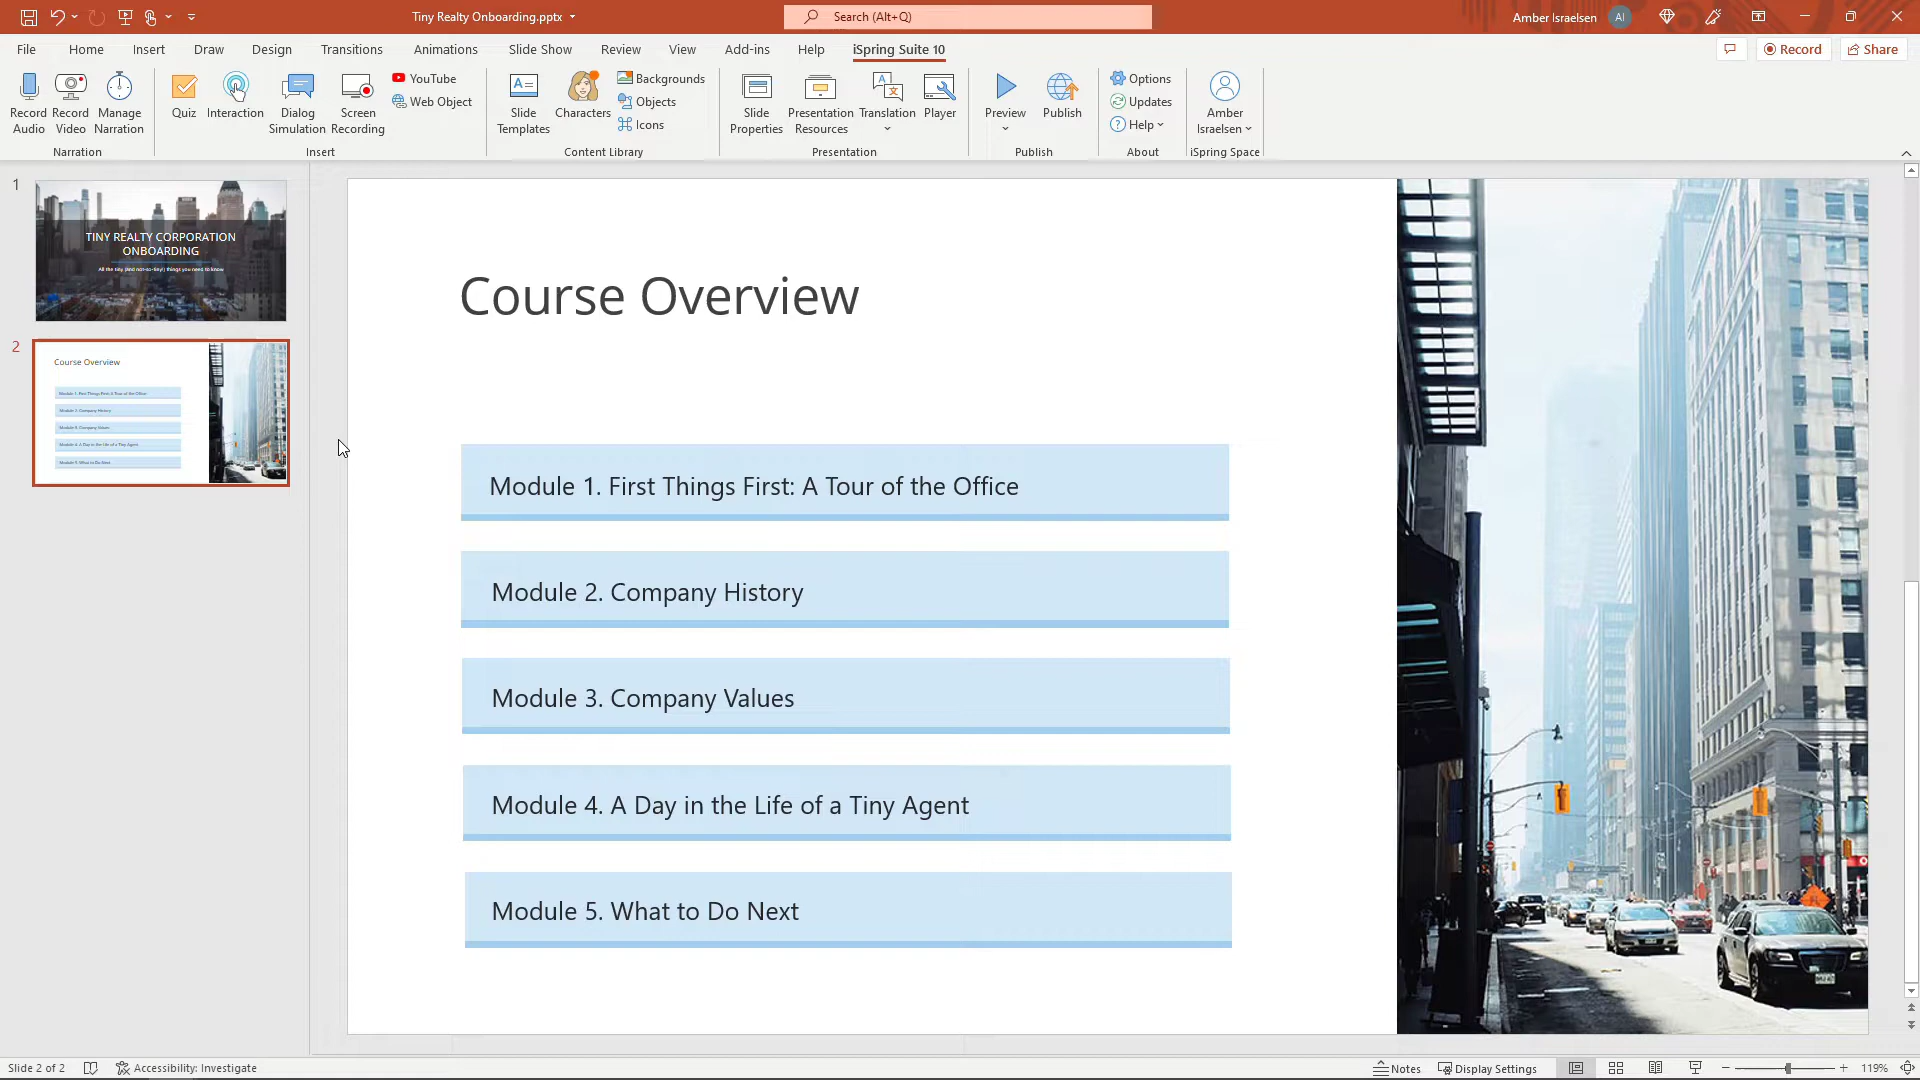 Tiny Realty Onboarding.pptx
Search (Alt+Q)
Amber Israelsen
AI
File Home Insert Draw Design Transitions Animations Slide Show Review View Add-ins Help iSpring Suite 10
Record
Share
Record Audio
Record Video
Manage Narration
Narration
Quiz
Interaction
Dialog Simulation
Screen Recording
YouTube
Web Object
Insert
Slide Templates
Characters
Backgrounds
Objects
Icons
Content Library
Slide Properties
Presentation Resources
Translation
Player
Presentation
Preview
Publish
Publish
Options
Updates
Help
About
Amber Israelsen
iSpring Space
1
TINY REALTY CORPORATION
ONBOARDING
All the tiny (and not-so-tiny!) things you need to know
2
Course Overview
Module 1. First Things First: A Tour of the Office
Module 2. Company History
Module 3. Company Values
Module 4. A Day in the Life of a Tiny Agent
Module 5. What to Do Next
Course Overview
Module 1. First Things First: A Tour of the Office
Module 2. Company History
Module 3. Company Values
Module 4. A Day in the Life of a Tiny Agent
Module 5. What to Do Next
Slide 2 of 2
Accessibility: Investigate
Notes
Display Settings
119%